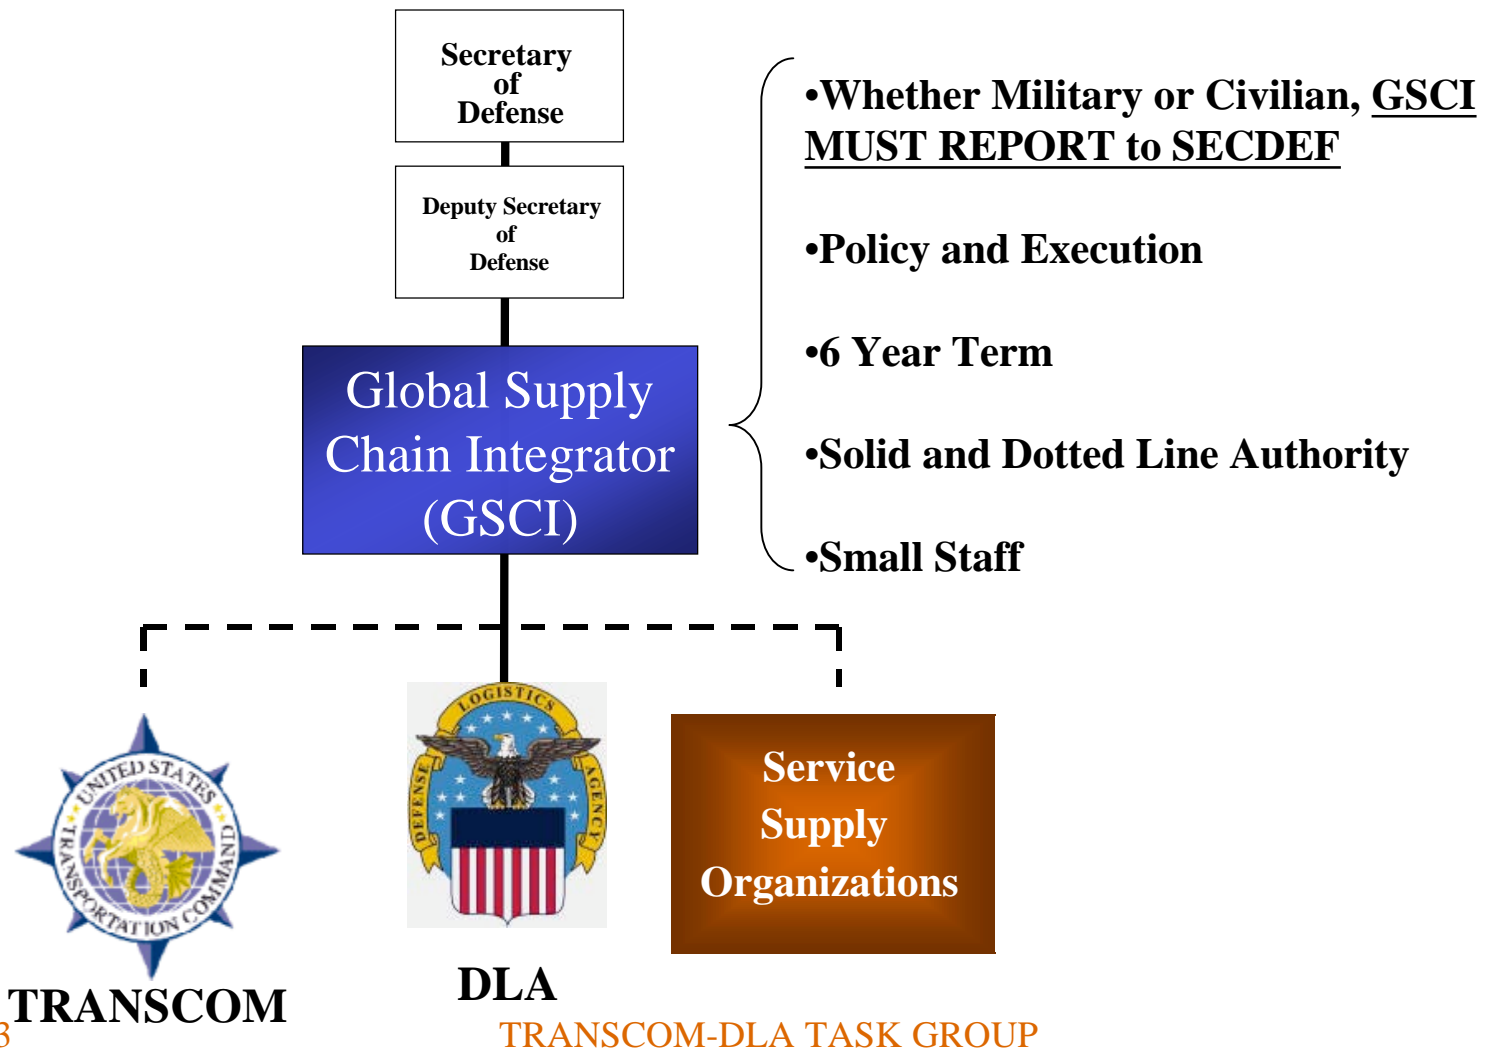 Secretary
of
Defense
Deputy Secretary
of
Defense
Global Supply
Chain Integrator
(GSCI)
•Whether Military or Civilian, GSCI
MUST REPORT to SECDEF
•Policy and Execution
•6 Year Term
•Solid and Dotted Line Authority
•Small Staff
UNITED STATES
TRANSPORTATION COMMAND
TRANSCOM
DEFENSE
LOGISTICS
AGENCY
DLA
Service
Supply
Organizations
3
TRANSCOM-DLA TASK GROUP